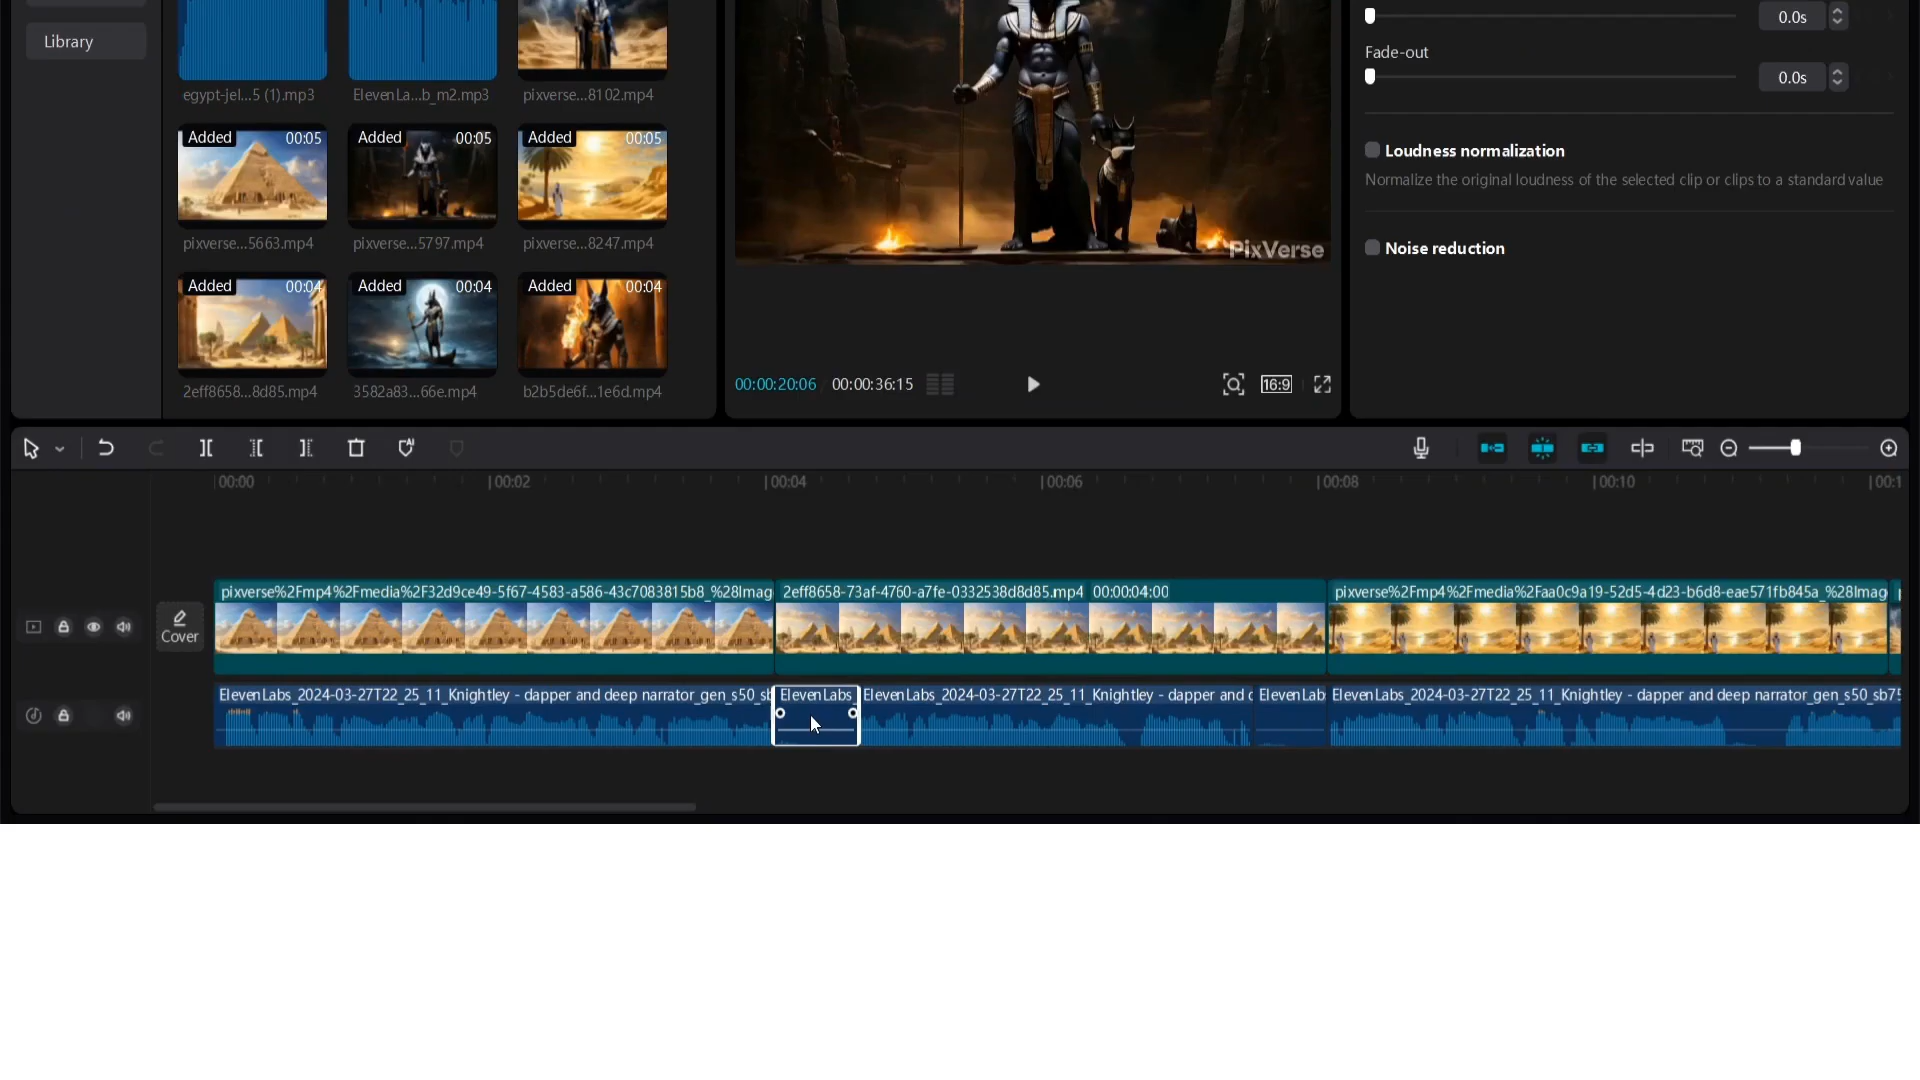 0.0s
Library
Fade-out
0.0s
egypt-jel...5 (1).mp3
ElevenLa...b_m2.mp3
pixverse...8102.mp4
Added 00:05
Added 00:05
Added 00:05
Loudness normalization
Normalize the original loudness of the selected clip or clips to a standard value
pixverse...5663.mp4
pixverse...5797.mp4
pixverse...8247.mp4
PixVerse
Noise reduction
Added 00:04
Added 00:04
Added 00:04
2eff8658...8d85.mp4
3582a83...66e.mp4
b2b5de6f...1e6d.mp4
00:00:20:06 00:00:36:15
16:9
00:00 00:02 00:04 00:06 00:08 00:10 00:1
pixverse%2Fmp4%2Fmedia%2F32d9ce49-5f67-4583-a586-43c7083815b8_%28Imag
2eff8658-73af-4760-a7fe-0332538d8d85.mp4 00:00:04:00
pixverse%2Fmp4%2Fmedia%2Faa0c9a19-52d5-4d23-b6d8-eae571fb845a_%28Imag
Cover
ElevenLabs_2024-03-27T22_25_11_Knightley - dapper and deep narrator_gen_s50_sb
ElevenLabs_
ElevenLabs_2024-03-27T22_25_11_Knightley - dapper and d
ElevenLab
ElevenLabs_2024-03-27T22_25_11_Knightley - dapper and deep narrator_gen_s50_sb75